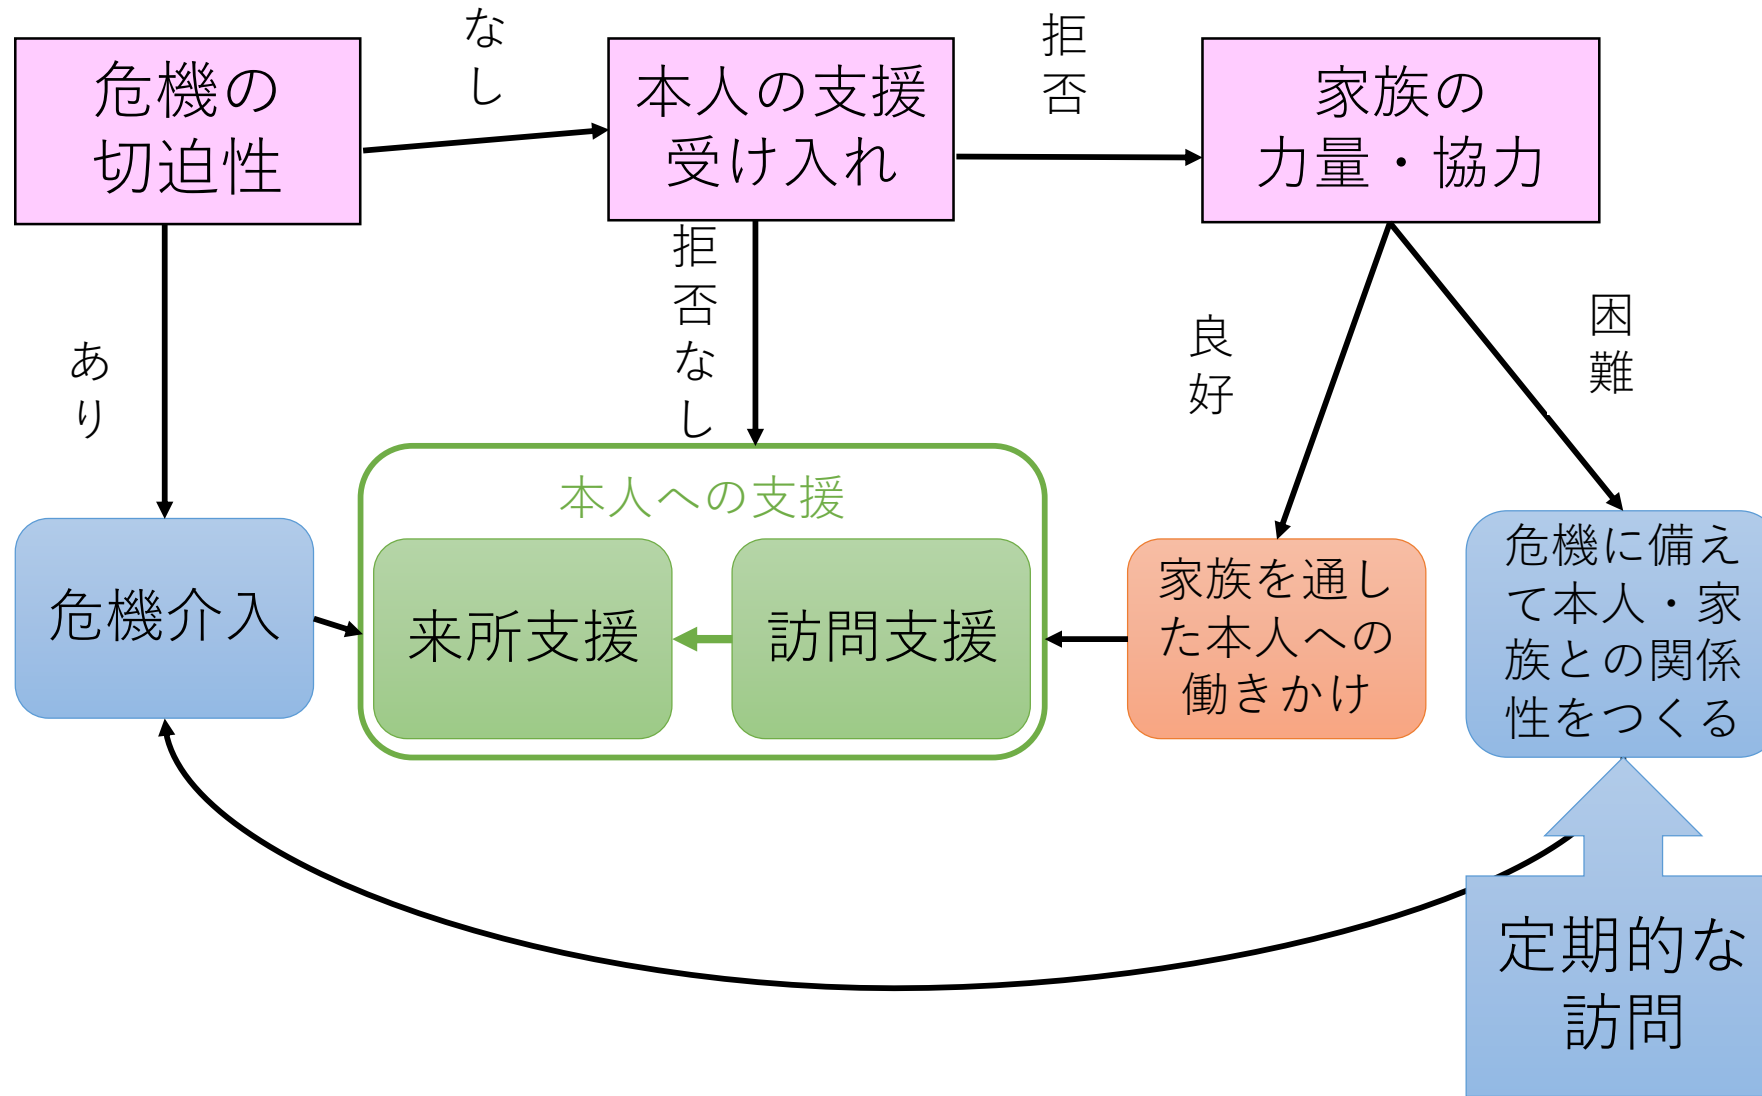 なし
拒否
危機の
切迫性
本人の支援
受け入れ
家族の
力量・協力
あり
拒否なし
良好
困難
本人への支援
危機介入
来所支援
訪問支援
家族を通し
た本人への
働きかけ
危機に備え
て本人・家
族との関係
性をつくる
定期的な
訪問